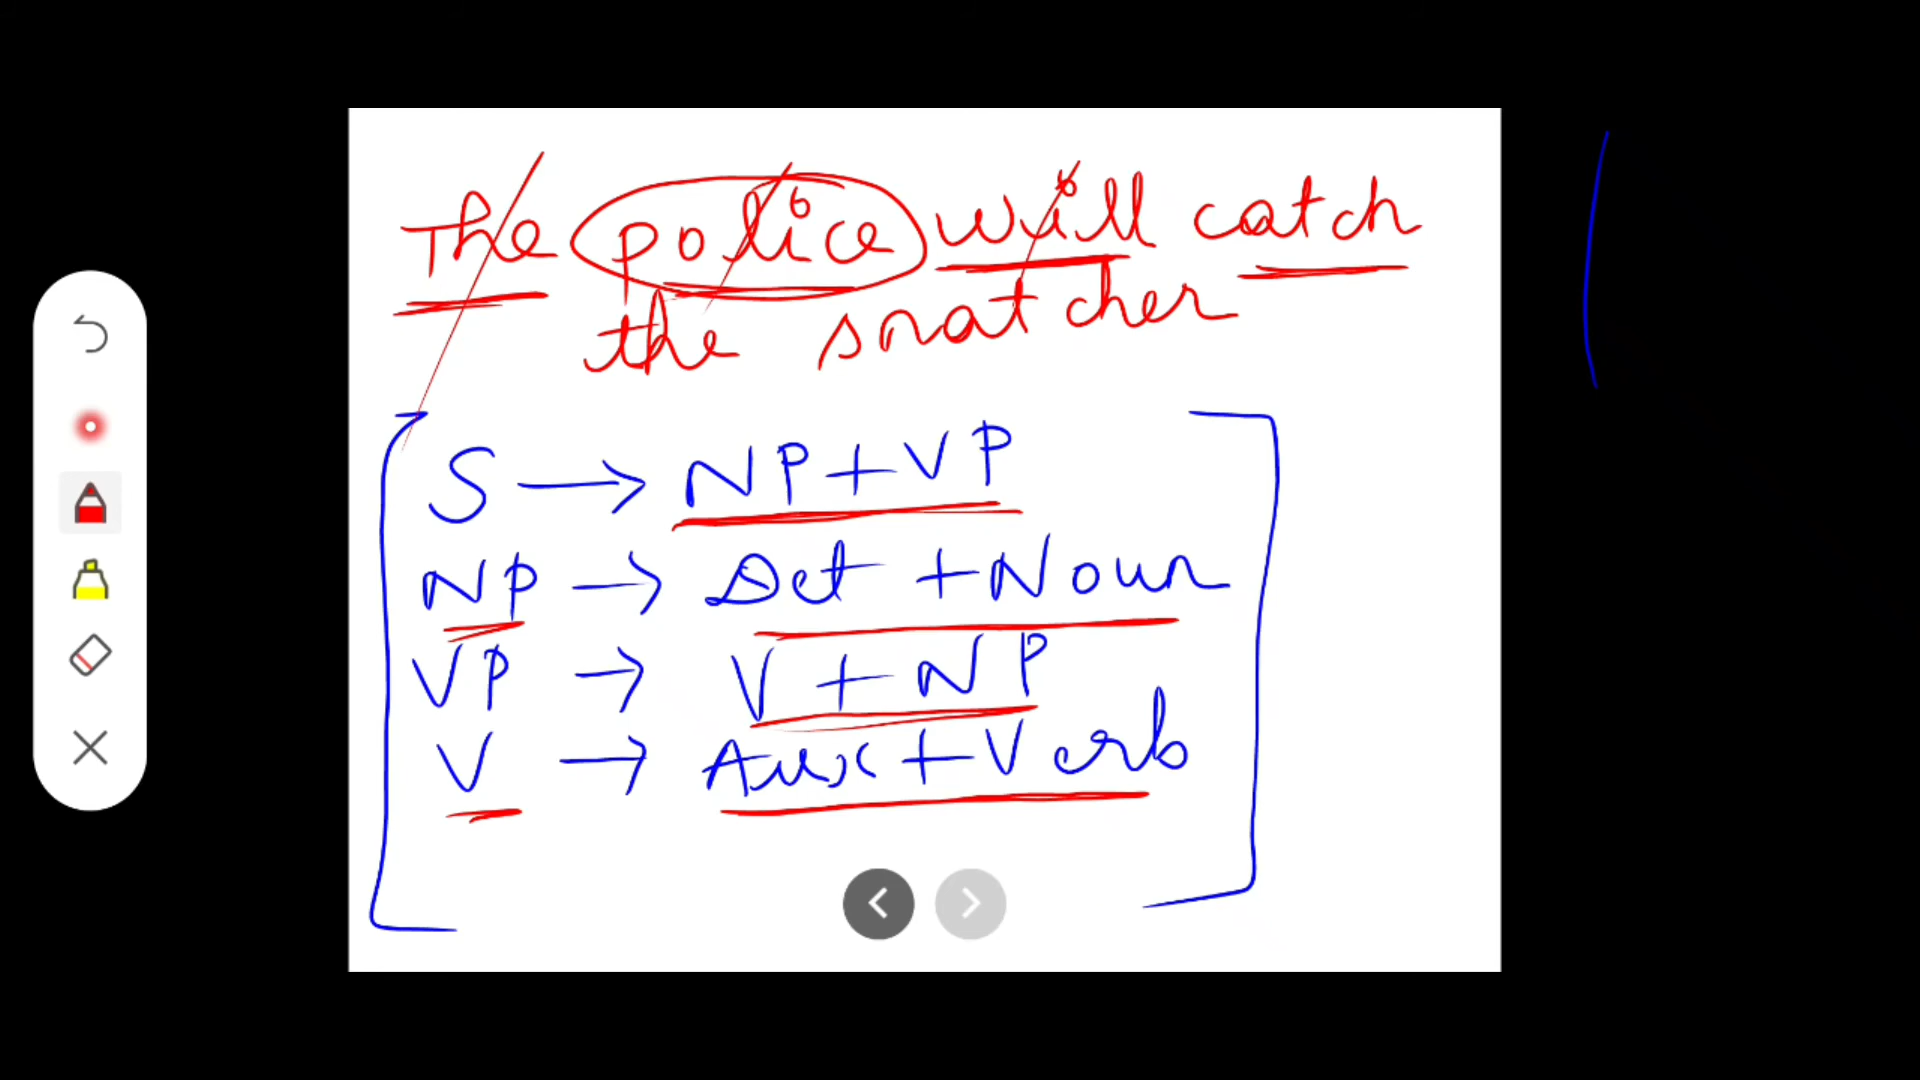 The police will catch
the snatcher
S → NP + VP
NP → Det + Noun
VP → V + NP
V → Aux + Verb